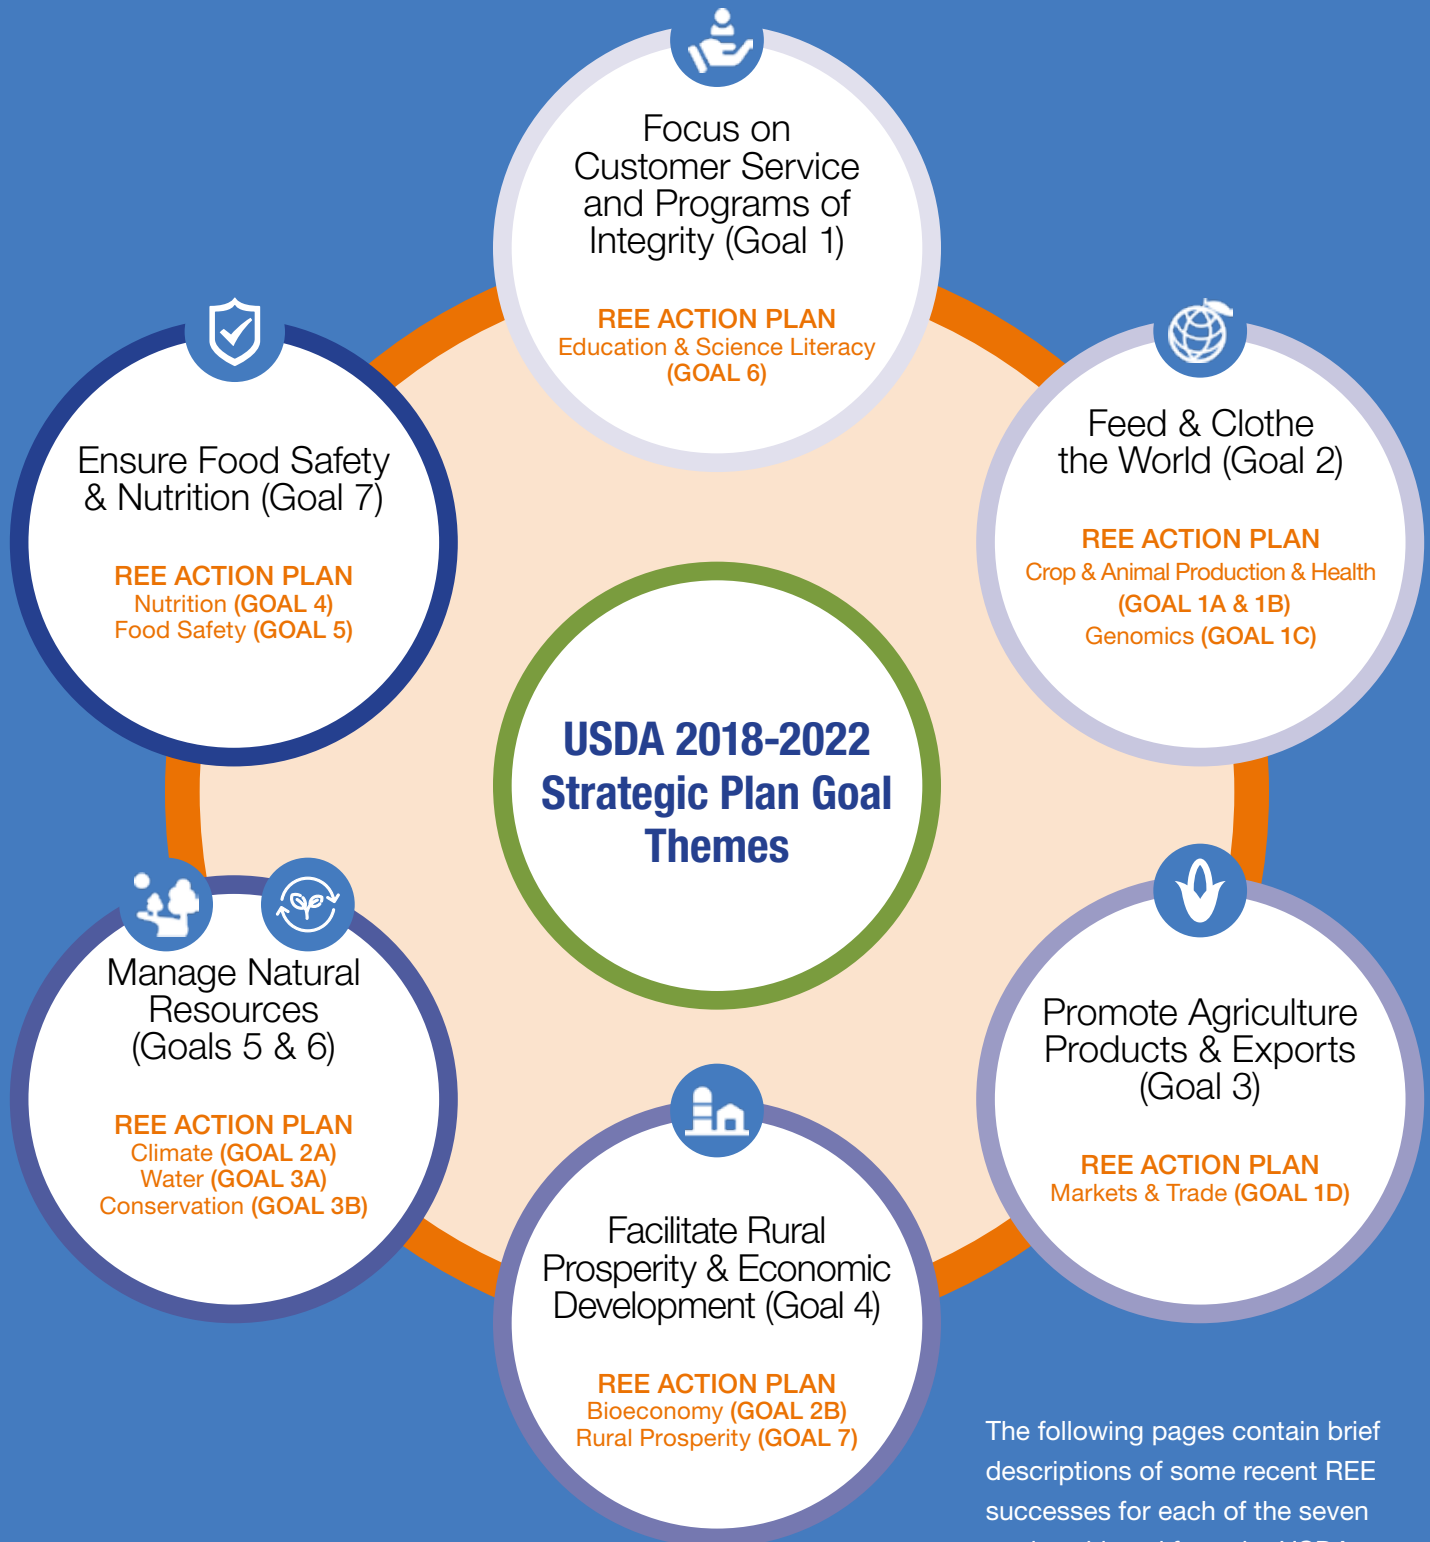 Focus on
Customer Service
and Programs of
Integrity (Goal 1)
REE ACTION PLAN
Education & Science Literacy
(GOAL 6)
Feed & Clothe
the World (Goal 2)
REE ACTION PLAN
Crop & Animal Production & Health
(GOAL 1A & 1B)
Genomics (GOAL 1C)
Ensure Food Safety
& Nutrition (Goal 7)
REE ACTION PLAN
Nutrition (GOAL 4)
Food Safety (GOAL 5)
USDA 2018-2022
Strategic Plan Goal
Themes
Manage Natural
Resources
(Goals 5 & 6)
REE ACTION PLAN
Climate (GOAL 2A)
Water (GOAL 3A)
Conservation (GOAL 3B)
Promote Agriculture
Products & Exports
(Goal 3)
REE ACTION PLAN
Markets & Trade (GOAL 1D)
Facilitate Rural
Prosperity & Economic
Development (Goal 4)
REE ACTION PLAN
Bioeconomy (GOAL 2B)
Rural Prosperity (GOAL 7)
The following pages contain brief
descriptions of some recent REE
successes for each of the seven